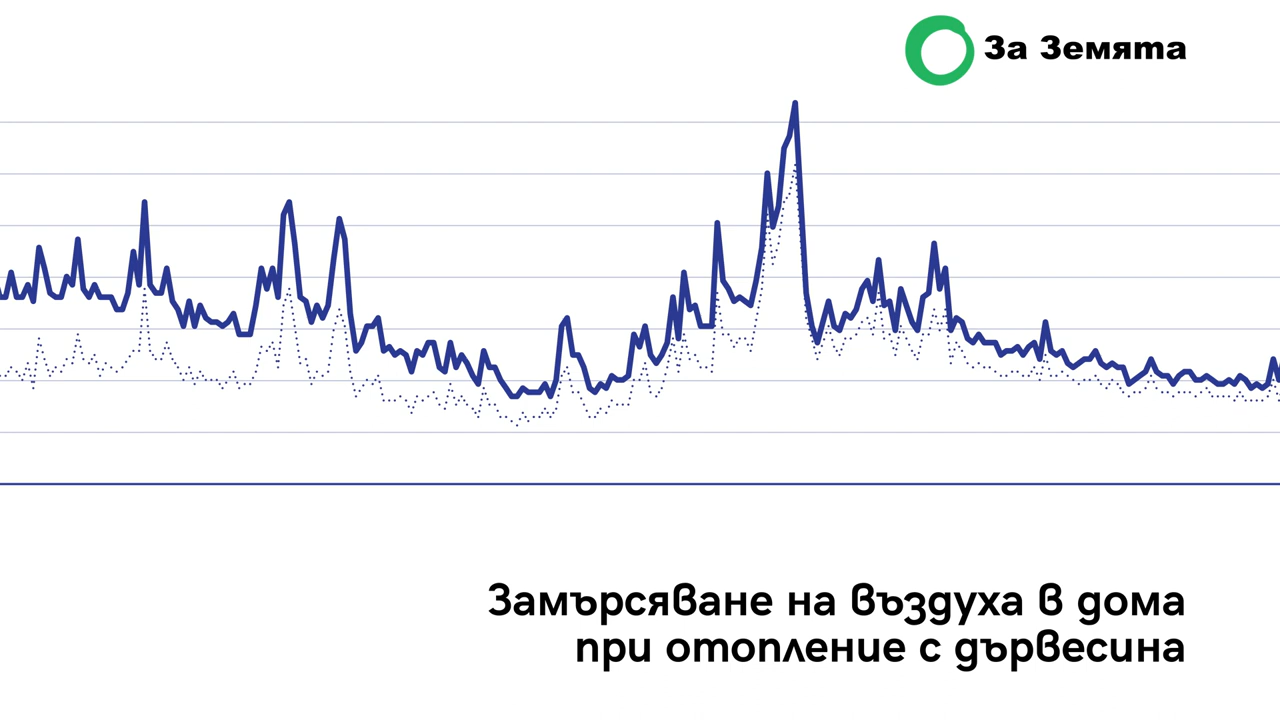 За Земята
Замърсяване на въздуха в дома
при отопление с дървесина